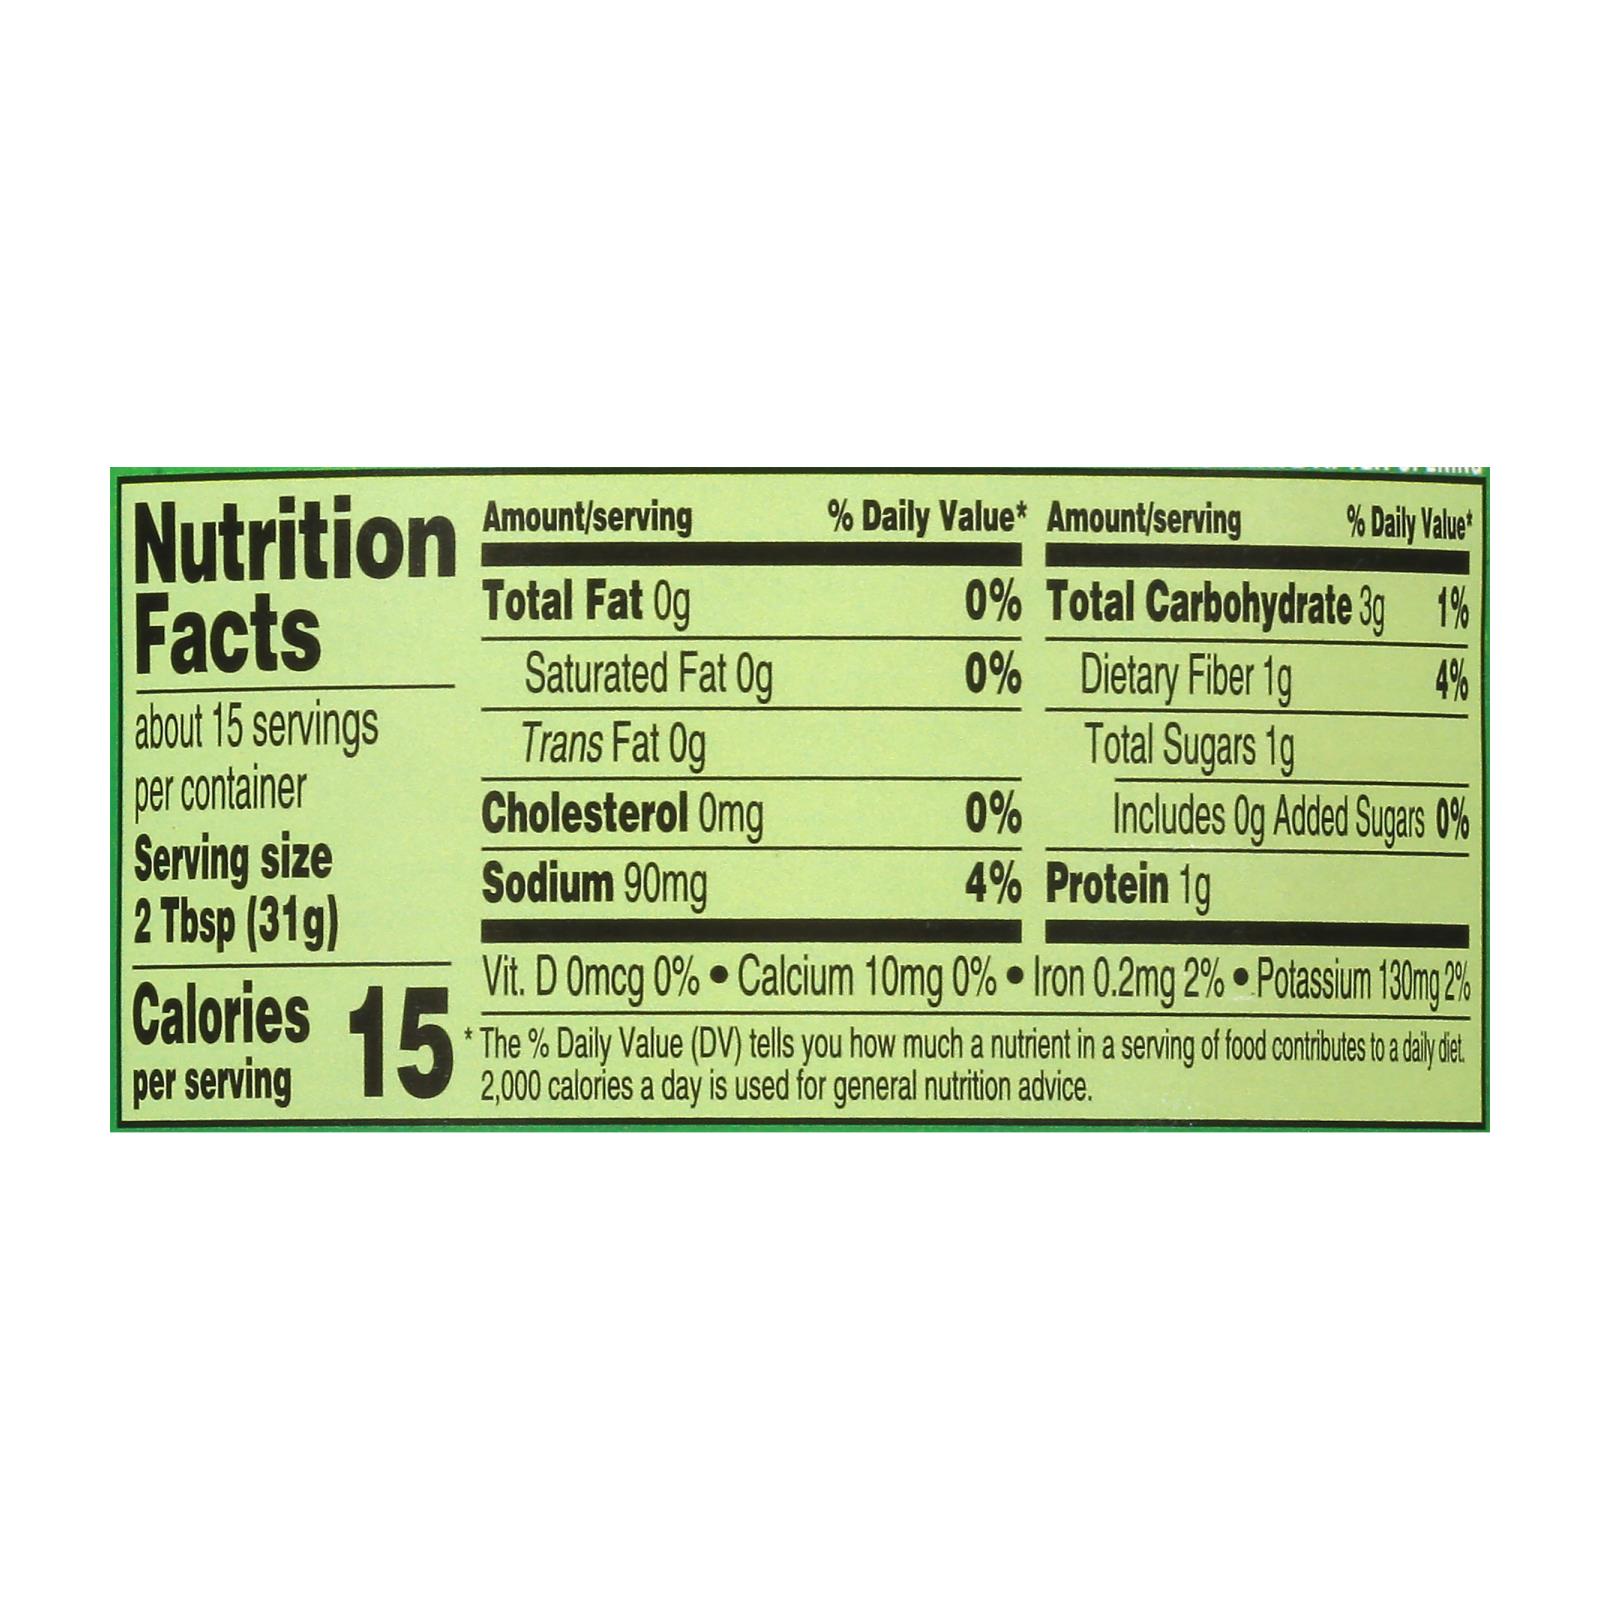 Nutrition
Facts
about 15 servings
per container
Serving size
2 Tbsp (31g)
Calories
per serving
15
Amount/serving % Daily Value*
Total Fat 0g 0%
Saturated Fat 0g 0%
Trans Fat 0g
Cholesterol 0mg 0%
Sodium 90mg 4%
Amount/serving % Daily Value*
Total Carbohydrate 3g 1%
Dietary Fiber 1g 4%
Total Sugars 1g
Includes 0g Added Sugars 0%
Protein 1g
Vit. D 0mcg 0% • Calcium 10mg 0% • Iron 0.2mg 2% • Potassium 130mg 2%
* The % Daily Value (DV) tells you how much a nutrient in a serving of food contributes to a daily diet.
2,000 calories a day is used for general nutrition advice.